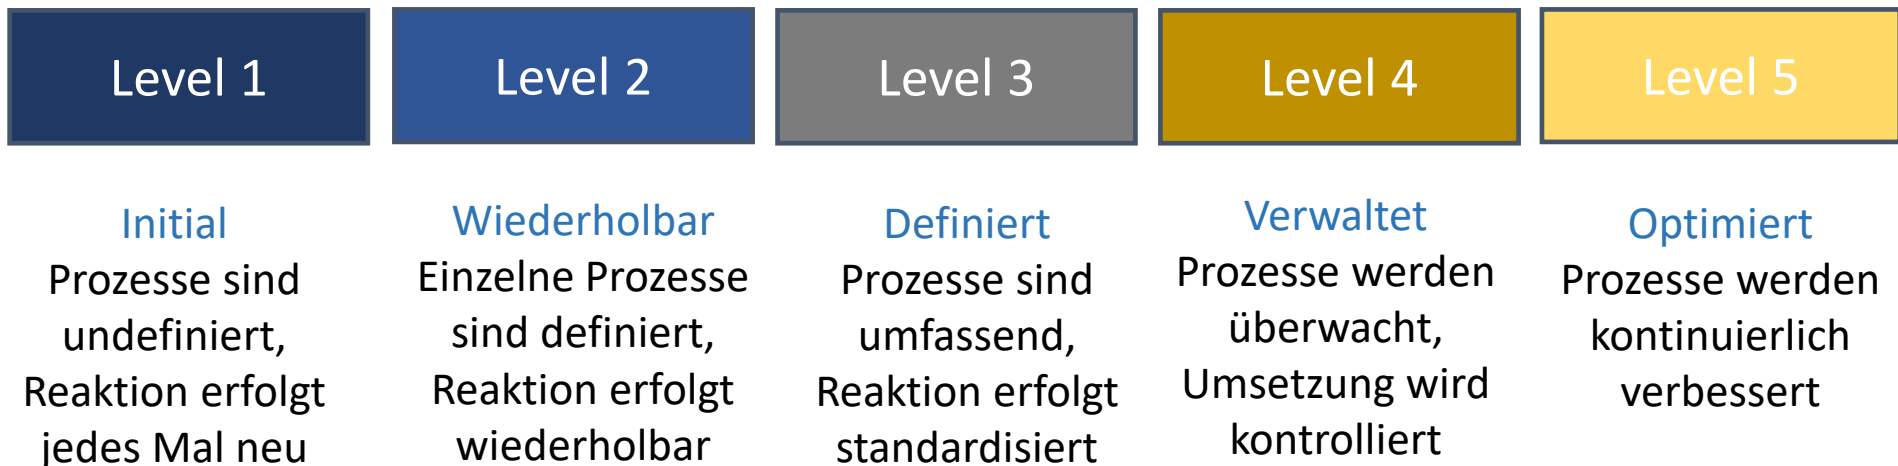 Level 1
Level 2
Level 3
Level 4
Level 5
Initial
Prozesse sind
undefiniert,
Reaktion erfolgt
jedes Mal neu
Wiederholbar
Einzelne Prozesse
sind definiert,
Reaktion erfolgt
wiederholbar
Definiert
Prozesse sind
umfassend,
Reaktion erfolgt
standardisiert
Verwaltet
Prozesse werden
überwacht,
Umsetzung wird
kontrolliert
Optimiert
Prozesse werden
kontinuierlich
verbessert